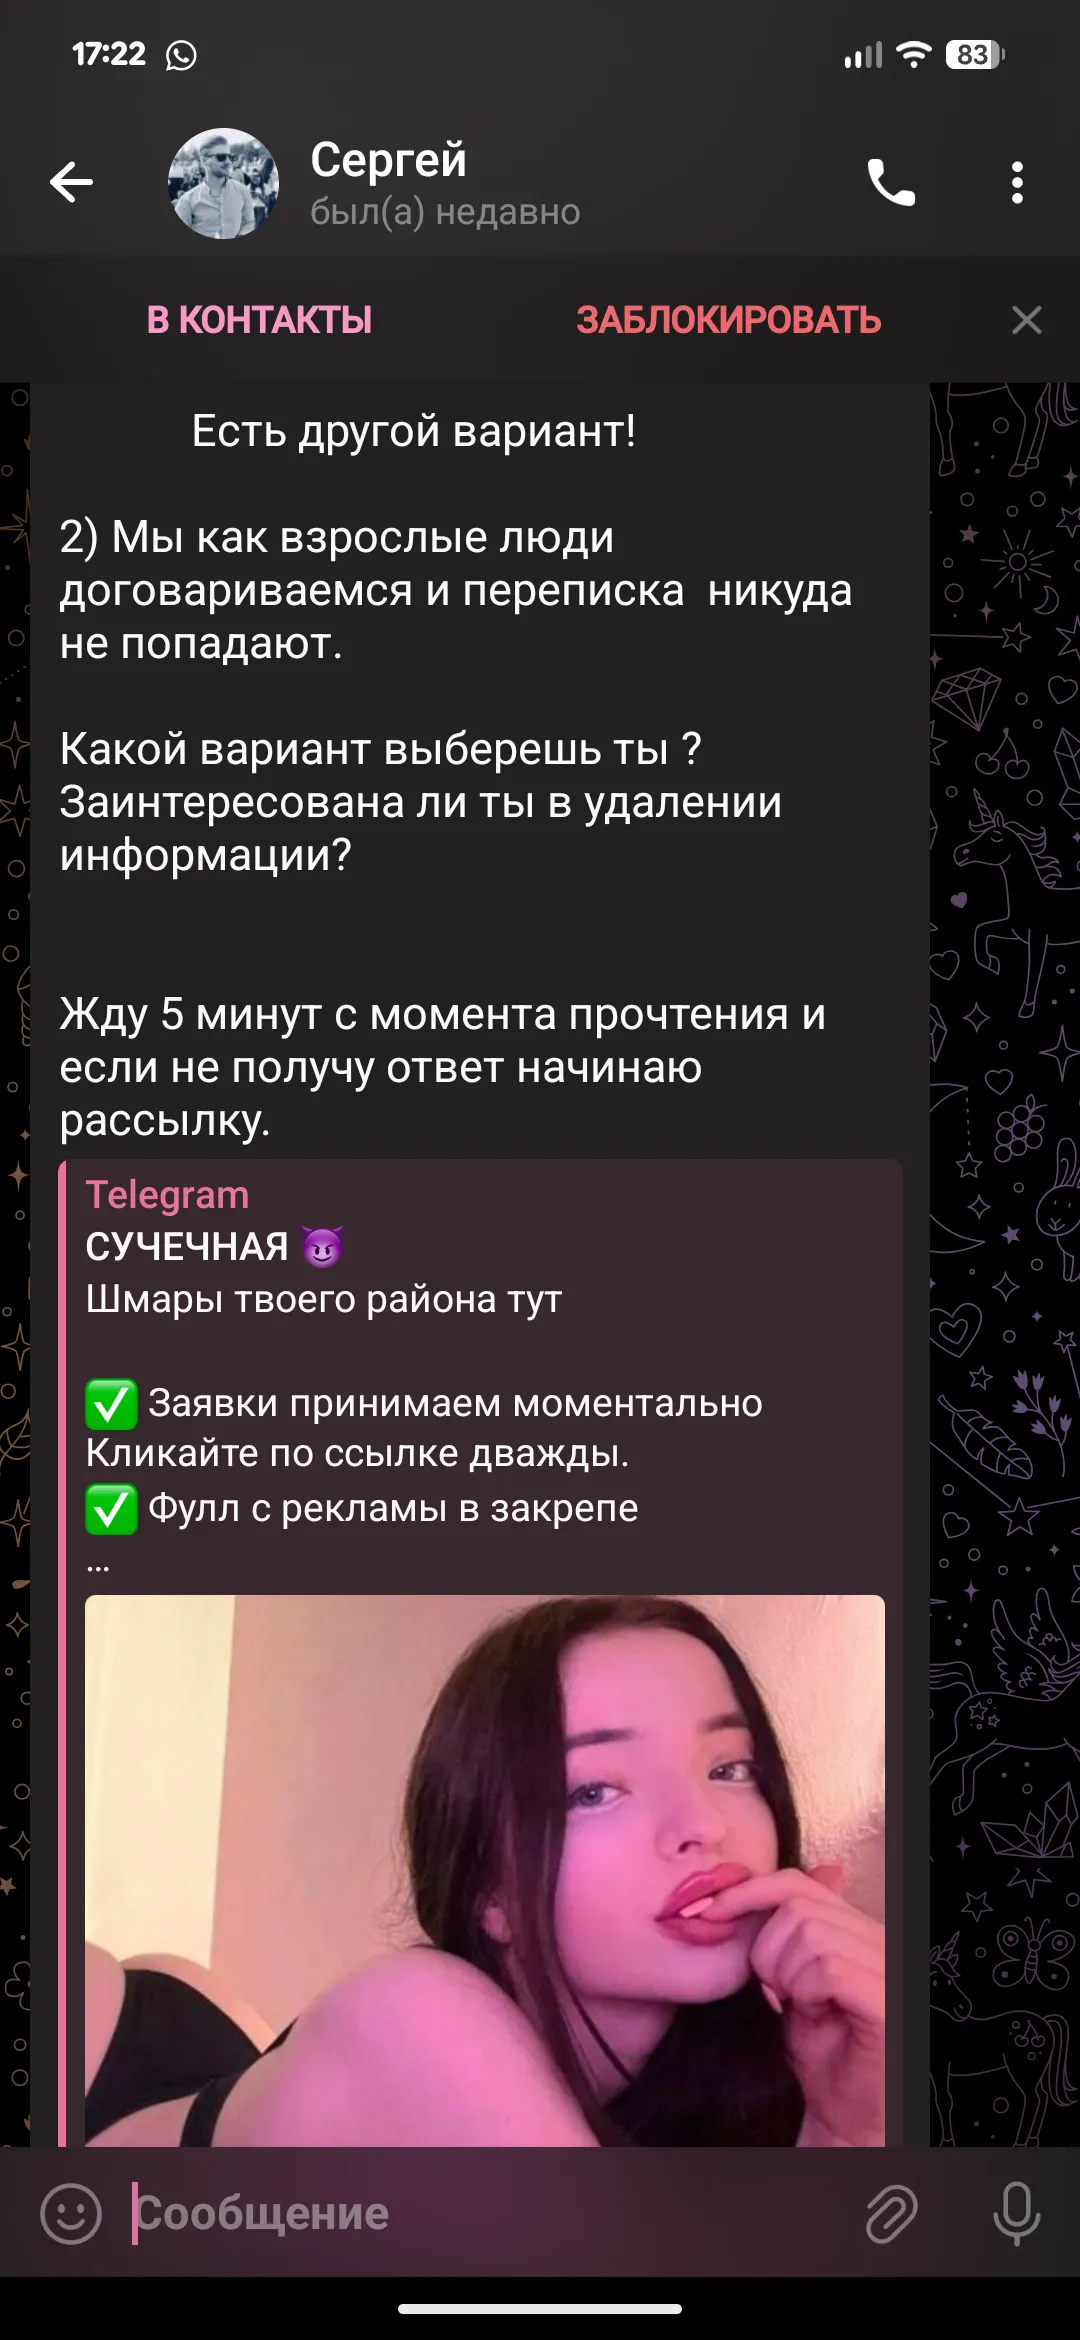 17:22
83
Сергей
был(а) недавно
В КОНТАКТЫ
ЗАБЛОКИРОВАТЬ
Есть другой вариант!
2) Мы как взрослые люди
договариваемся и переписка  никуда
не попадают.
Какой вариант выберешь ты ?
Заинтересована ли ты в удалении
информации?
Жду 5 минут с момента прочтения и
если не получу ответ начинаю
рассылку.
Telegram
СУЧЕЧНАЯ 😈
Шмары твоего района тут
✅ Заявки принимаем моментально
Кликайте по ссылке дважды.
✅ Фулл с рекламы в закрепе
...
Сообщение